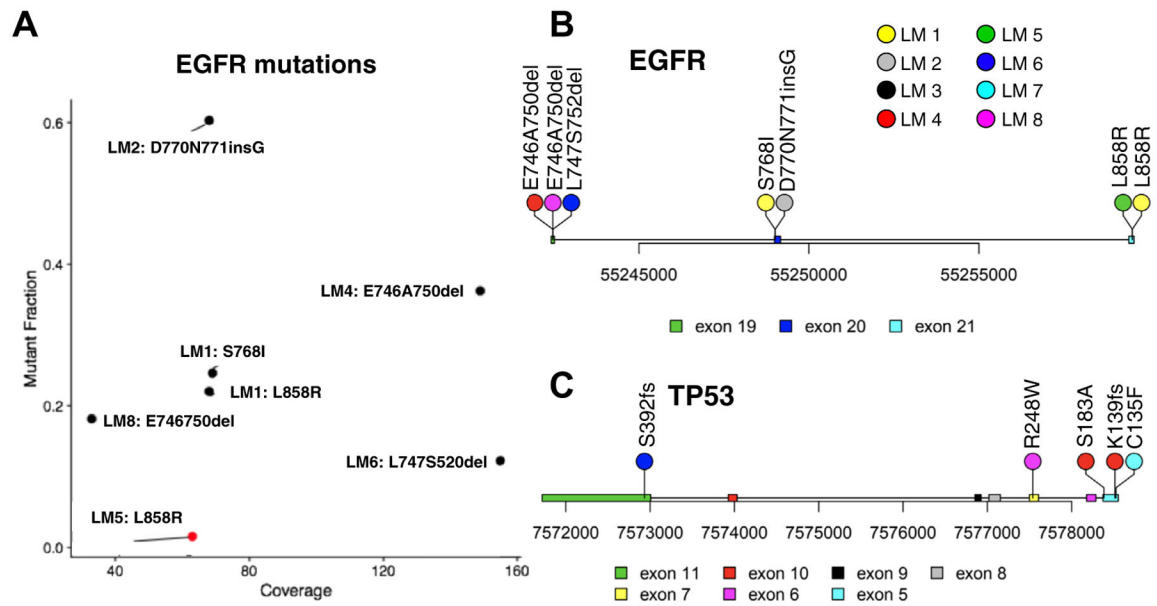 A
EGFR mutations
Mutant Fraction
0.6
0.4
0.2
0.0
LM2: D770N771insG
LM4: E746A750del
LM1: S768I
LM1: L858R
LM8: E746750del
LM6: L747S520del
LM5: L858R
40
80
120
160
Coverage
B
EGFR
LM 1
LM 2
LM 3
LM 4
LM 5
LM 6
LM 7
LM 8
E746A750del
E746A750del
L747S752del
S768I
D770N771insG
L858R
L858R
55245000
55250000
55255000
exon 19
exon 20
exon 21
C
TP53
S392fs
R248W
S183A
K139fs
C135F
7572000
7573000
7574000
7575000
7576000
7577000
7578000
exon 11
exon 10
exon 9
exon 8
exon 7
exon 6
exon 5